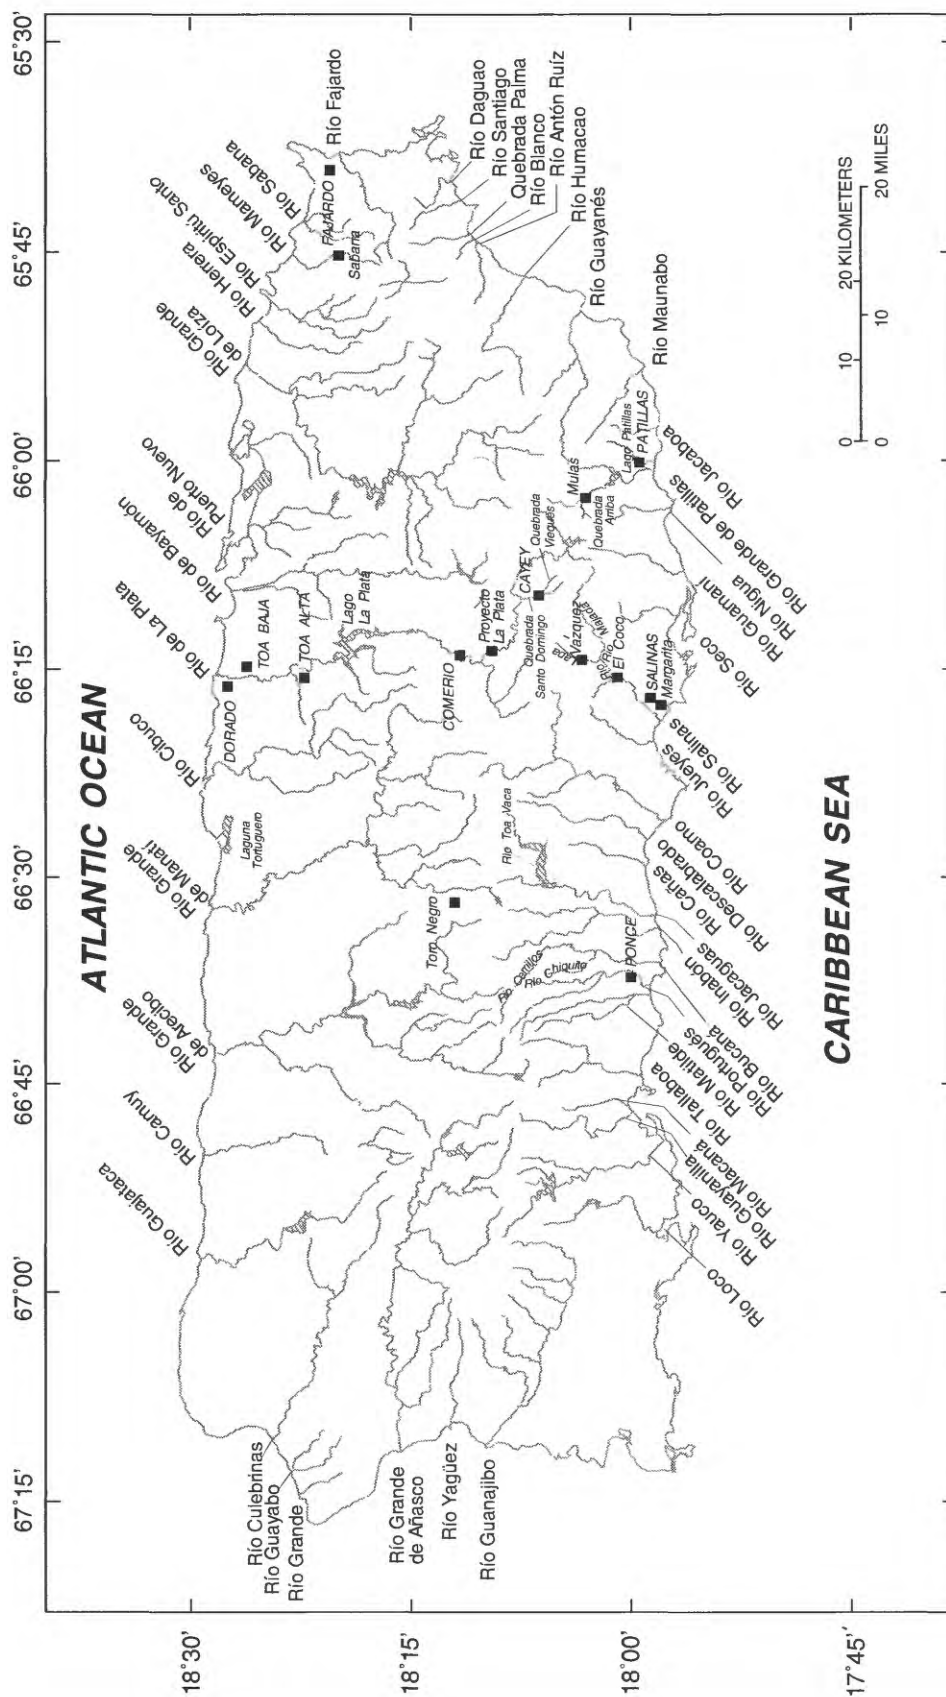 67°15'
67°00'
66°45'
66°30'
66°15'
66°00'
65°45'
65°30'
18°30'
18°15'
18°00'
17°45'
ATLANTIC OCEAN
Río Guajataca
Río Camuy
Río Grande
de Arecibo
Río Grande
de Manatí
Río Cibuco
Río de La Plata
Río de Bayamón
Río de
Puerto Nuevo
Río Grande
de Loíza
Río Herrera
Río Espíritu Santo
Río Mameyes
Río Sabana
Río Fajardo
FAJARDO
Sabana
Laguna
Tortuguero
DORADO
TOA BAJA
TOA ALTA
Lago
La Plata
Río Culebrinas
Río Guayabo
Río Grande
Río Grande
de Añasco
Río Yagüez
Río Guanajibo
Toro Negro
COMERIO
Proyecto
La Plata
Río Toa Vaca
Quebrada
Santo Domingo
CAYEY
Quebrada
Vieques
Río Cerrillos
Río Chiquito
PONCE
Vazquez
Río Majada
El Coco
SALINAS
Margarita
Mulas
Quebrada
Arriba
Lago Patillas
PATILLAS
Río Daguao
Río Santiago
Quebrada Palma
Río Blanco
Río Antón Ruíz
Río Humacao
Río Guayanés
Río Maunabo
Río Jacaboa
Río Grande de Patillas
Río Nigua
Río Guamaní
Río Seco
Río Salinas
Río Jueyes
Río Coamo
Río Descalabrado
Río Cañas
Río Jacaguas
Río Inabón
Río Bucaná
Río Portugués
Río Matilde
Río Tallaboa
Río Macaná
Río Guayanilla
Río Yauco
Río Loco
CARIBBEAN SEA
0 10 20 KILOMETERS
0 10 20 MILES